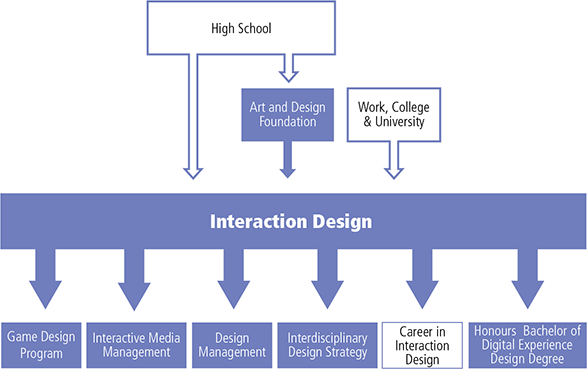 High School
Art and Design
Foundation
Work, College
& University
Interaction Design
Game Design
Program
Interactive Media
Management
Design
Management
Interdisciplinary
Design Strategy
Career in
Interaction
Design
Honours Bachelor of
Digital Experience
Design Degree